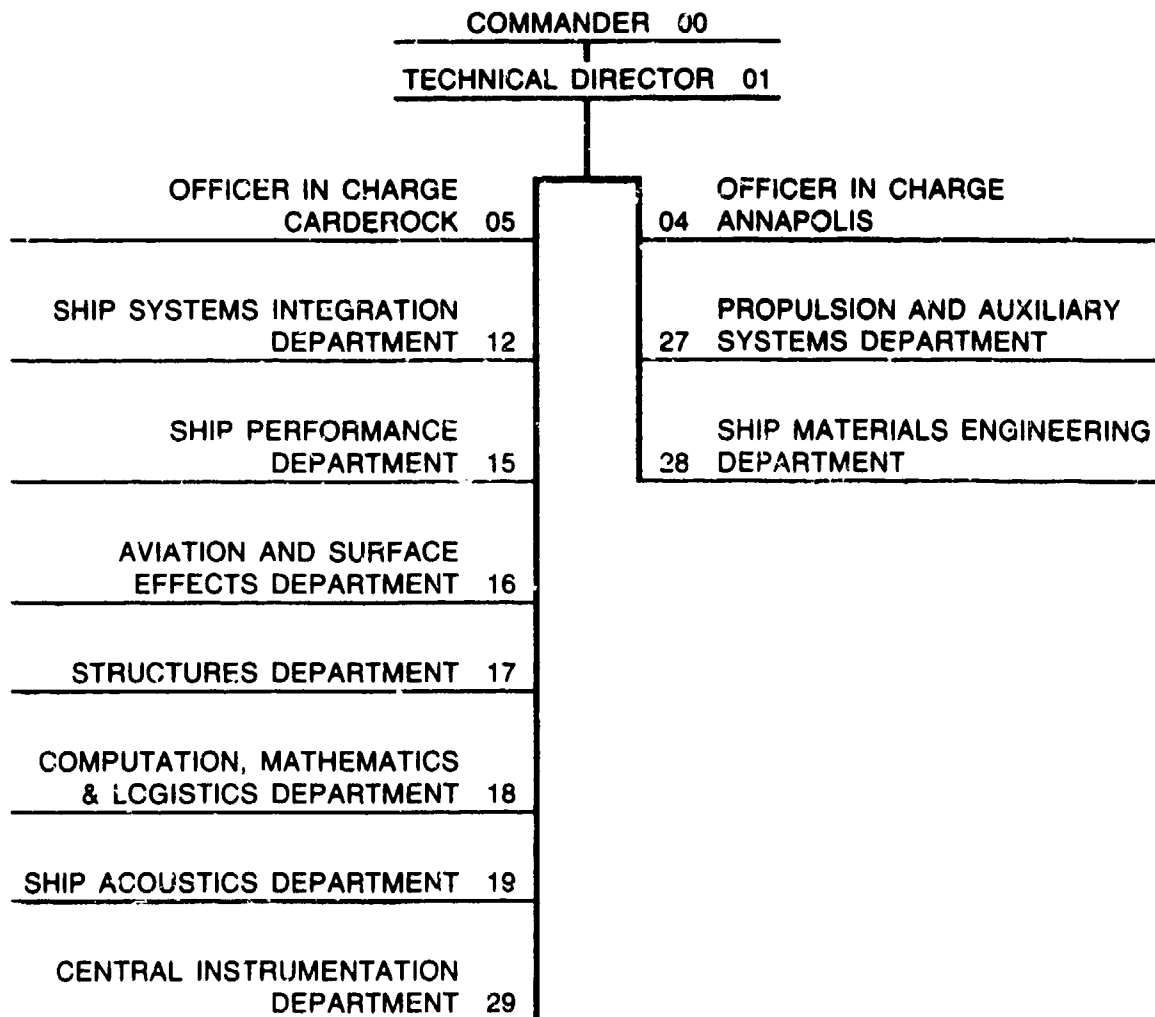 COMMANDER 00
TECHNICAL DIRECTOR 01
OFFICER IN CHARGE
CARDEROCK 05
OFFICER IN CHARGE
04 ANNAPOLIS
SHIP SYSTEMS INTEGRATION
DEPARTMENT 12
PROPULSION AND AUXILIARY
27 SYSTEMS DEPARTMENT
SHIP PERFORMANCE
DEPARTMENT 15
SHIP MATERIALS ENGINEERING
28 DEPARTMENT
AVIATION AND SURFACE
EFFECTS DEPARTMENT 16
STRUCTURES DEPARTMENT 17
COMPUTATION, MATHEMATICS
& LOGISTICS DEPARTMENT 18
SHIP ACOUSTICS DEPARTMENT 19
CENTRAL INSTRUMENTATION
DEPARTMENT 29